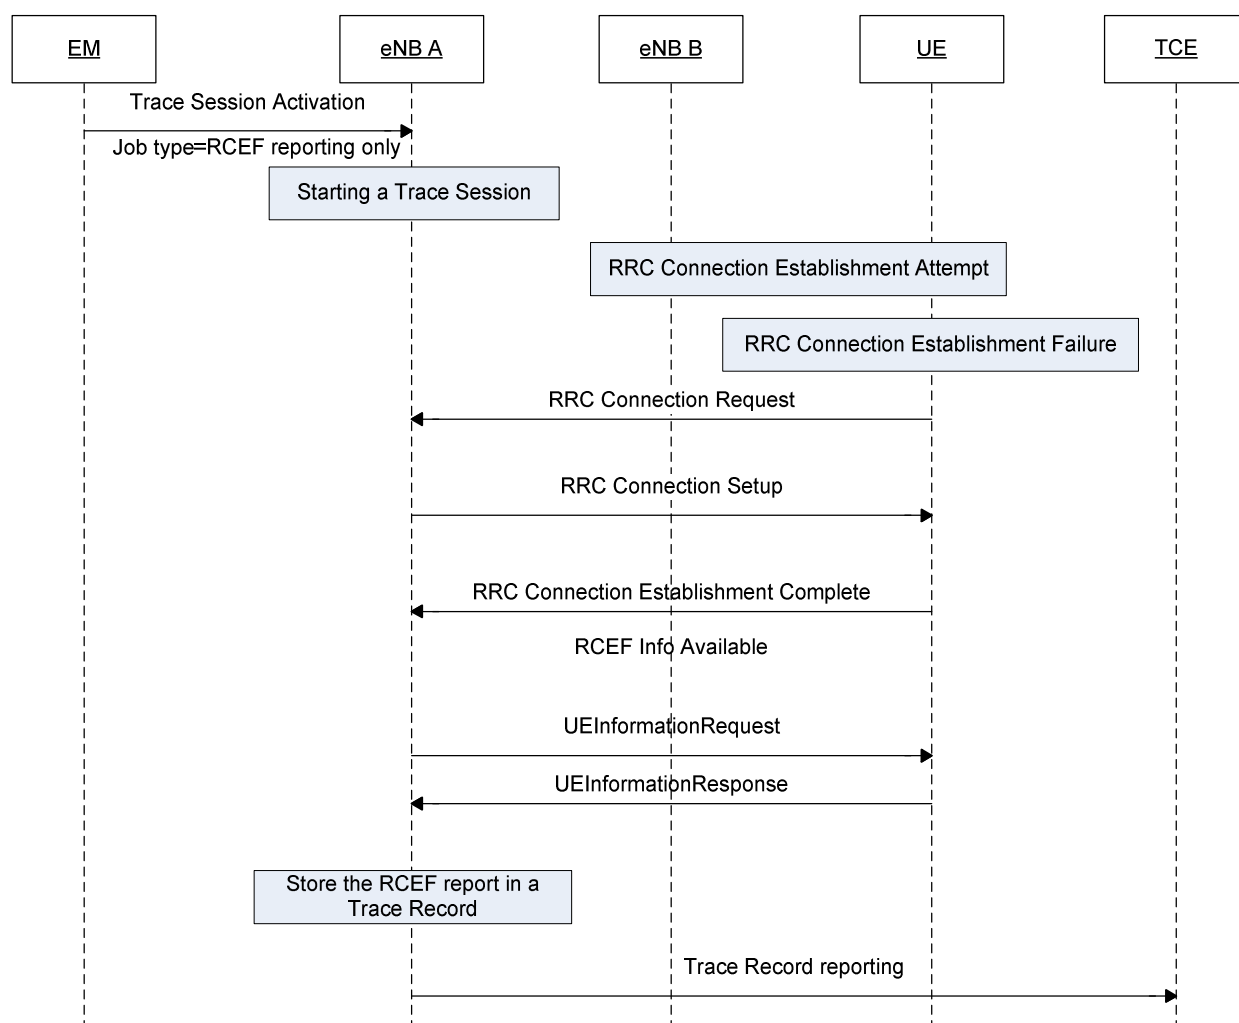 EM
eNB A
eNB B
UE
TCE
Trace Session Activation
Job type=RCEF reporting only
Starting a Trace Session
RRC Connection Establishment Attempt
RRC Connection Establishment Failure
RRC Connection Request
RRC Connection Setup
RRC Connection Establishment Complete
RCEF Info Available
UEInformationRequest
UEInformationResponse
Store the RCEF report in a
Trace Record
Trace Record reporting